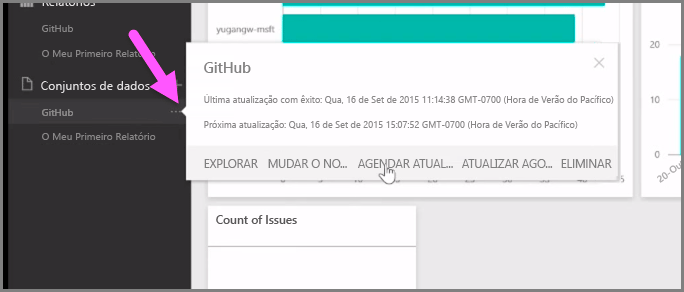 Relatórios
GitHub
O Meu Primeiro Relatório
Conjuntos de dados
GitHub
O Meu Primeiro Relatório
yugangw-msft
GitHub
Última atualização com êxito: Qua, 16 de Set de 2015 11:14:38 GMT-0700 (Hora de Verão do Pacífico)
Próxima atualização: Qua, 16 de Set de 2015 15:07:52 GMT-0700 (Hora de Verão do Pacífico)
EXPLORAR MUDAR O NO... AGENDAR ATUAL... ATUALIZAR AGO... ELIMINAR
20
10
0
Count of Issues